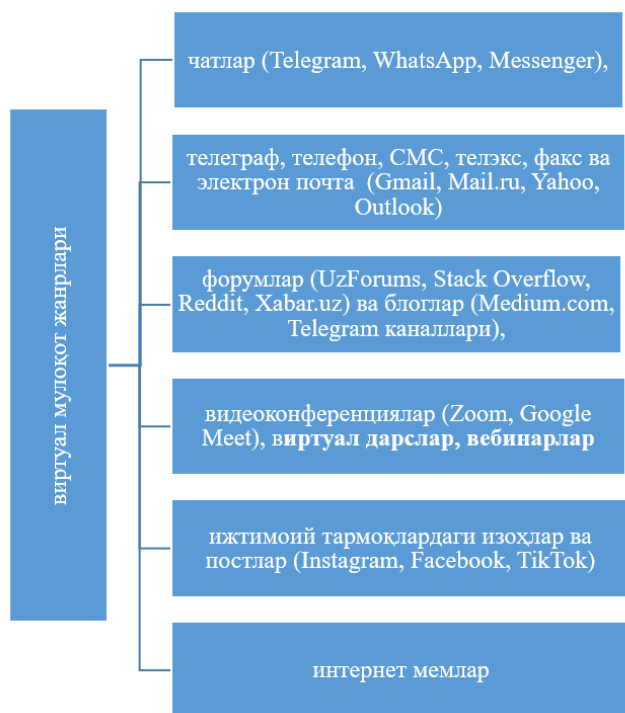 виртуал мулоқот жанрлари
чатлар (Telegram, WhatsApp, Messenger),
телеграф, телефон, СМС, телэкс, факс ва
электрон почта (Gmail, Mail.ru, Yahoo,
Outlook)
форумлар (UzForums, Stack Overflow,
Reddit, Xabar.uz) ва блоглар (Medium.com,
Telegram каналлари),
видеоконференциялар (Zoom, Google
Meet), виртуал дарслар, вебинарлар
ижтимоий тармоқлардаги изоҳлар ва
постлар (Instagram, Facebook, TikTok)
интернет мемлар